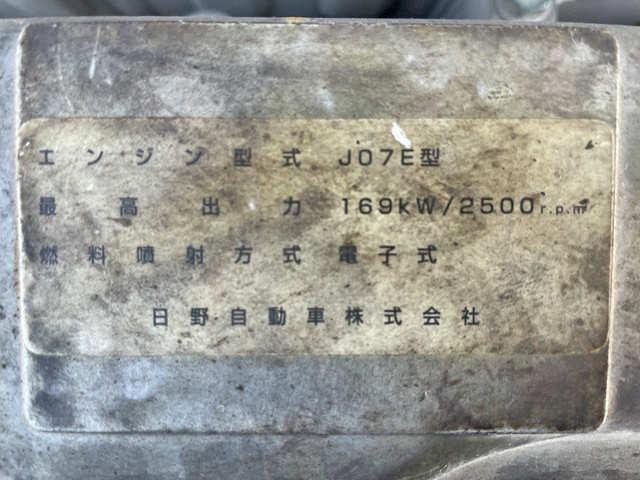 エンジン型式 J07E型
最高出力 169kW/2500r.p.m
燃料噴射方式 電子式
日野自動車株式会社